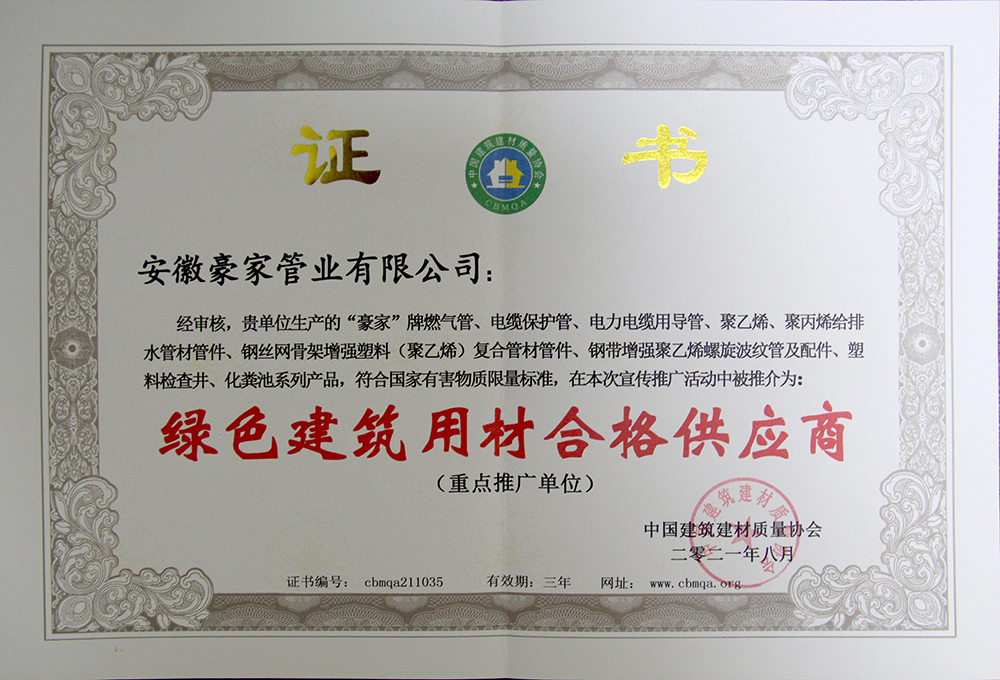 证书
中国建筑建材质量协会
CBMQA
安徽豪家管业有限公司：
经审核，贵单位生产的“豪家”牌燃气管、电缆保护管、电力电缆用导管、聚乙烯、聚丙烯给排
水管材管件、钢丝网骨架增强塑料（聚乙烯）复合管材管件、钢带增强聚乙烯螺旋波纹管及配件、塑
料检查井、化粪池系列产品，符合国家有害物质限量标准，在本次宣传推广活动中被推介为：
绿色建筑用材合格供应商
（重点推广单位）
中国建筑建材质量协会
二零二一年八月
证书编号： cbmqa211035 有效期：三年 网址： www.cbmqa.org